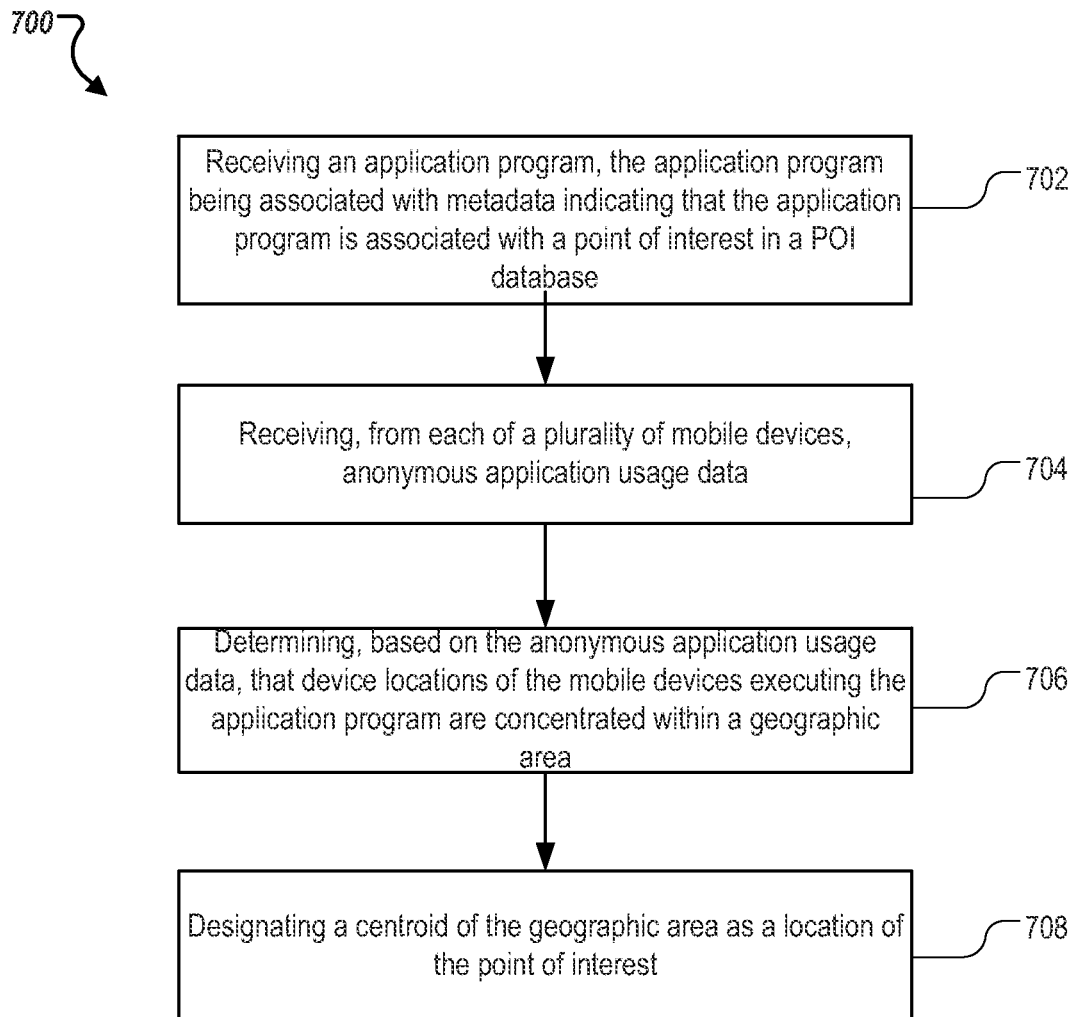 700
Receiving an application program, the application program
being associated with metadata indicating that the application
program is associated with a point of interest in a POI
database
702
Receiving, from each of a plurality of mobile devices,
anonymous application usage data
704
Determining, based on the anonymous application usage
data, that device locations of the mobile devices executing the
application program are concentrated within a geographic
area
706
Designating a centroid of the geographic area as a location of
the point of interest
708